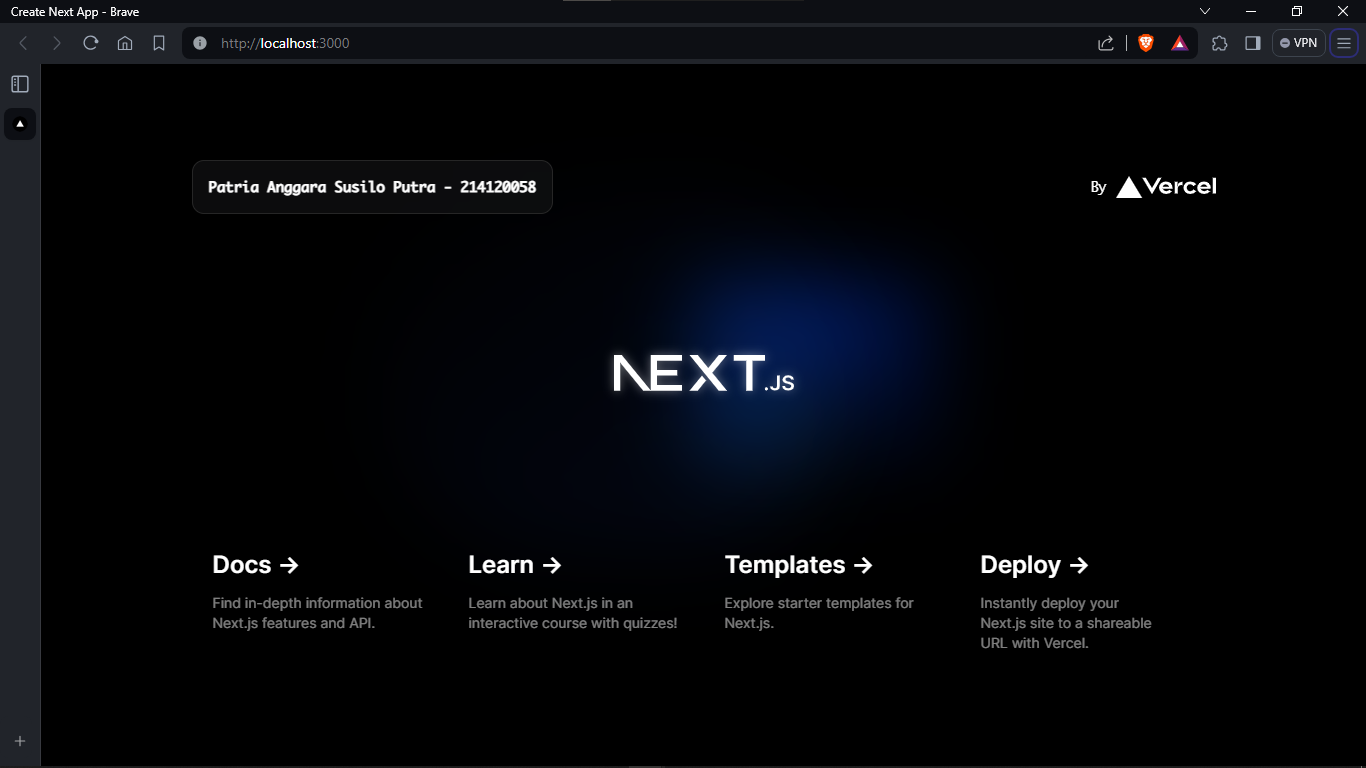 Create Next App - Brave
http://localhost:3000
VPN
Patria Anggara Susilo Putra - 214120058
By Vercel
NEXT.JS
Docs →
Find in-depth information about
Next.js features and API.
Learn →
Learn about Next.js in an
interactive course with quizzes!
Templates →
Explore starter templates for
Next.js.
Deploy →
Instantly deploy your
Next.js site to a shareable
URL with Vercel.